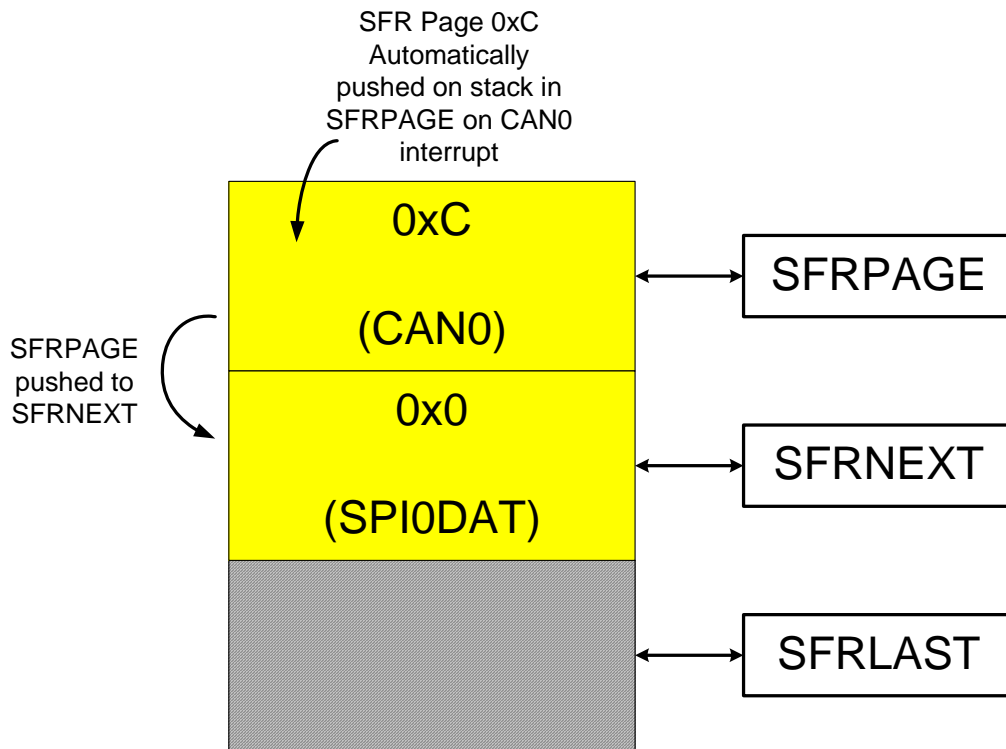 SFR Page 0xC
Automatically
pushed on stack in
SFRPAGE on CAN0
interrupt
0xC
(CAN0)
SFRPAGE
SFRPAGE
pushed to
SFRNEXT
0x0
(SPI0DAT)
SFRNEXT
SFRLAST